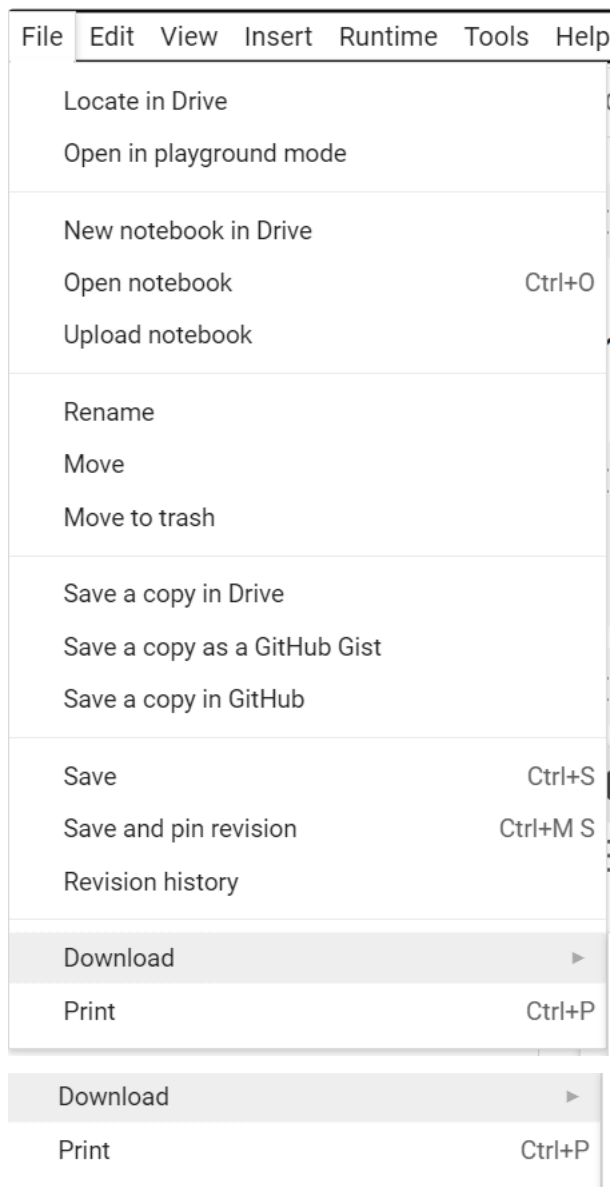 File Edit View Insert Runtime Tools Help
Locate in Drive
Open in playground mode
New notebook in Drive
Open notebook Ctrl+O
Upload notebook
Rename
Move
Move to trash
Save a copy in Drive
Save a copy as a GitHub Gist
Save a copy in GitHub
Save Ctrl+S
Save and pin revision Ctrl+M S
Revision history
Download ►
Print Ctrl+P
Download ►
Print Ctrl+P